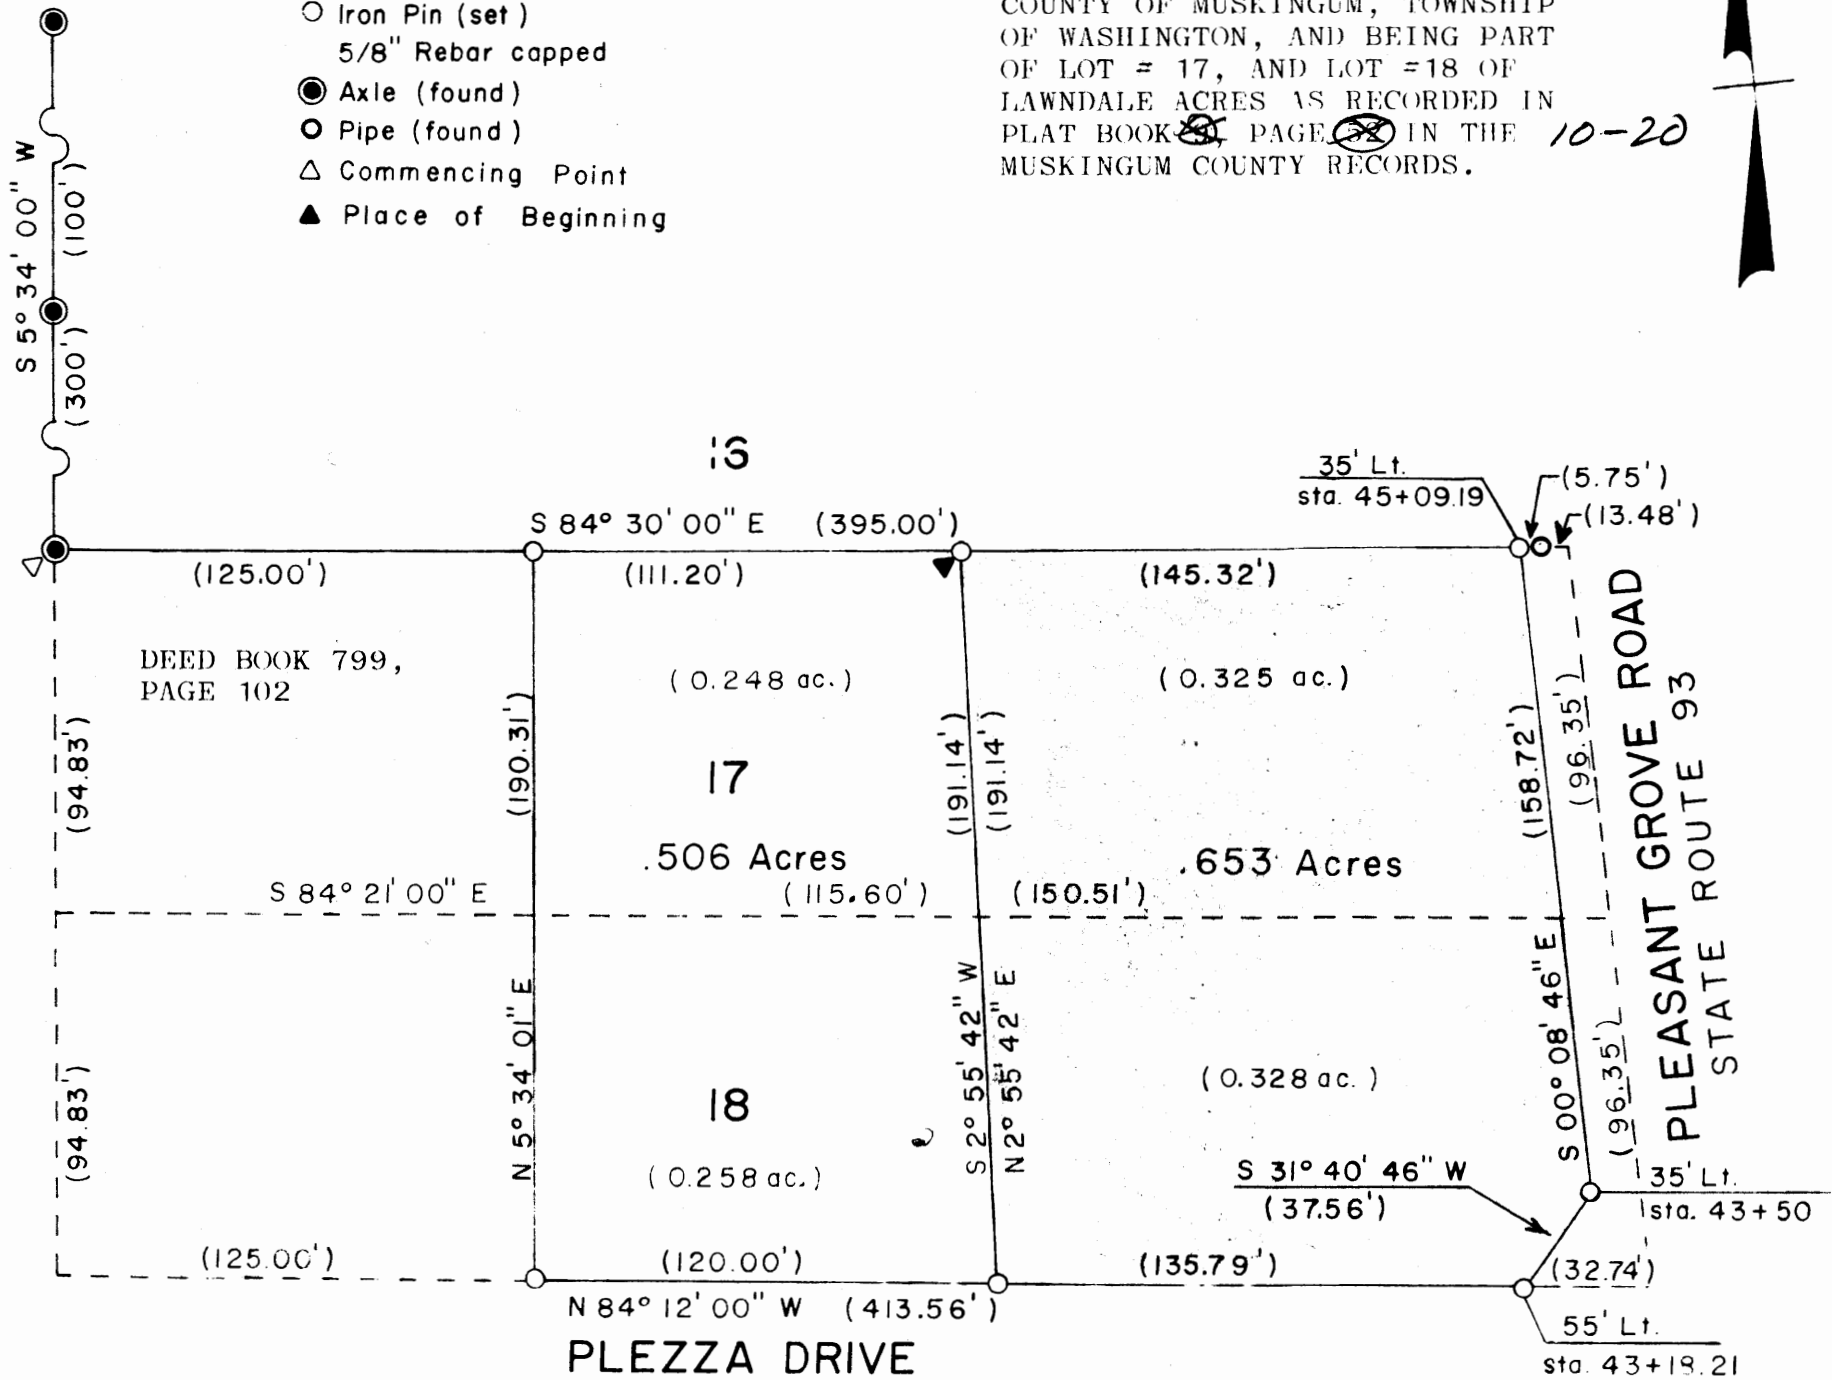 Iron Pin (set)
5/8" Rebar capped
Axle (found)
Pipe (found)
Commencing Point
Place of Beginning
COUNTY OF MUSKINGUM, TOWNSHIP
OF WASHINGTON, AND BEING PART
OF LOT = 17, AND LOT =18 OF
LAWNDALE ACRES AS RECORDED IN
PLAT BOOK PAGE IN THE 10-20
MUSKINGUM COUNTY RECORDS.
S 5° 34' 00" W
(100')
(300')
16
35' Lt.
sta. 45+09.19
(5.75')
(13.48')
S 84° 30' 00" E (395.00')
(125.00')
(111.20')
(145.32')
DEED BOOK 799,
PAGE 102
(0.248 ac.)
(0.325 ac.)
(94.83')
(190.31')
(191.14')
(191.14')
(158.72')
(96.35')
PLEASANT GROVE ROAD
STATE ROUTE 93
17
.506 Acres
.653 Acres
S 84° 21' 00" E
(115.60')
(150.51')
(94.83')
N 5° 34' 01" E
S 2° 55' 42" W
N 2° 55' 42" E
S 00° 08' 46" E
(96.35')
18
(0.328 ac.)
(0.258 ac.)
S 31° 40' 46" W
(37.56')
35' Lt.
sta. 43+50
(125.00')
(120.00')
(135.79')
(32.74')
N 84° 12' 00" W (413.56')
PLEZZA DRIVE
55' Lt.
sta. 43+18.21